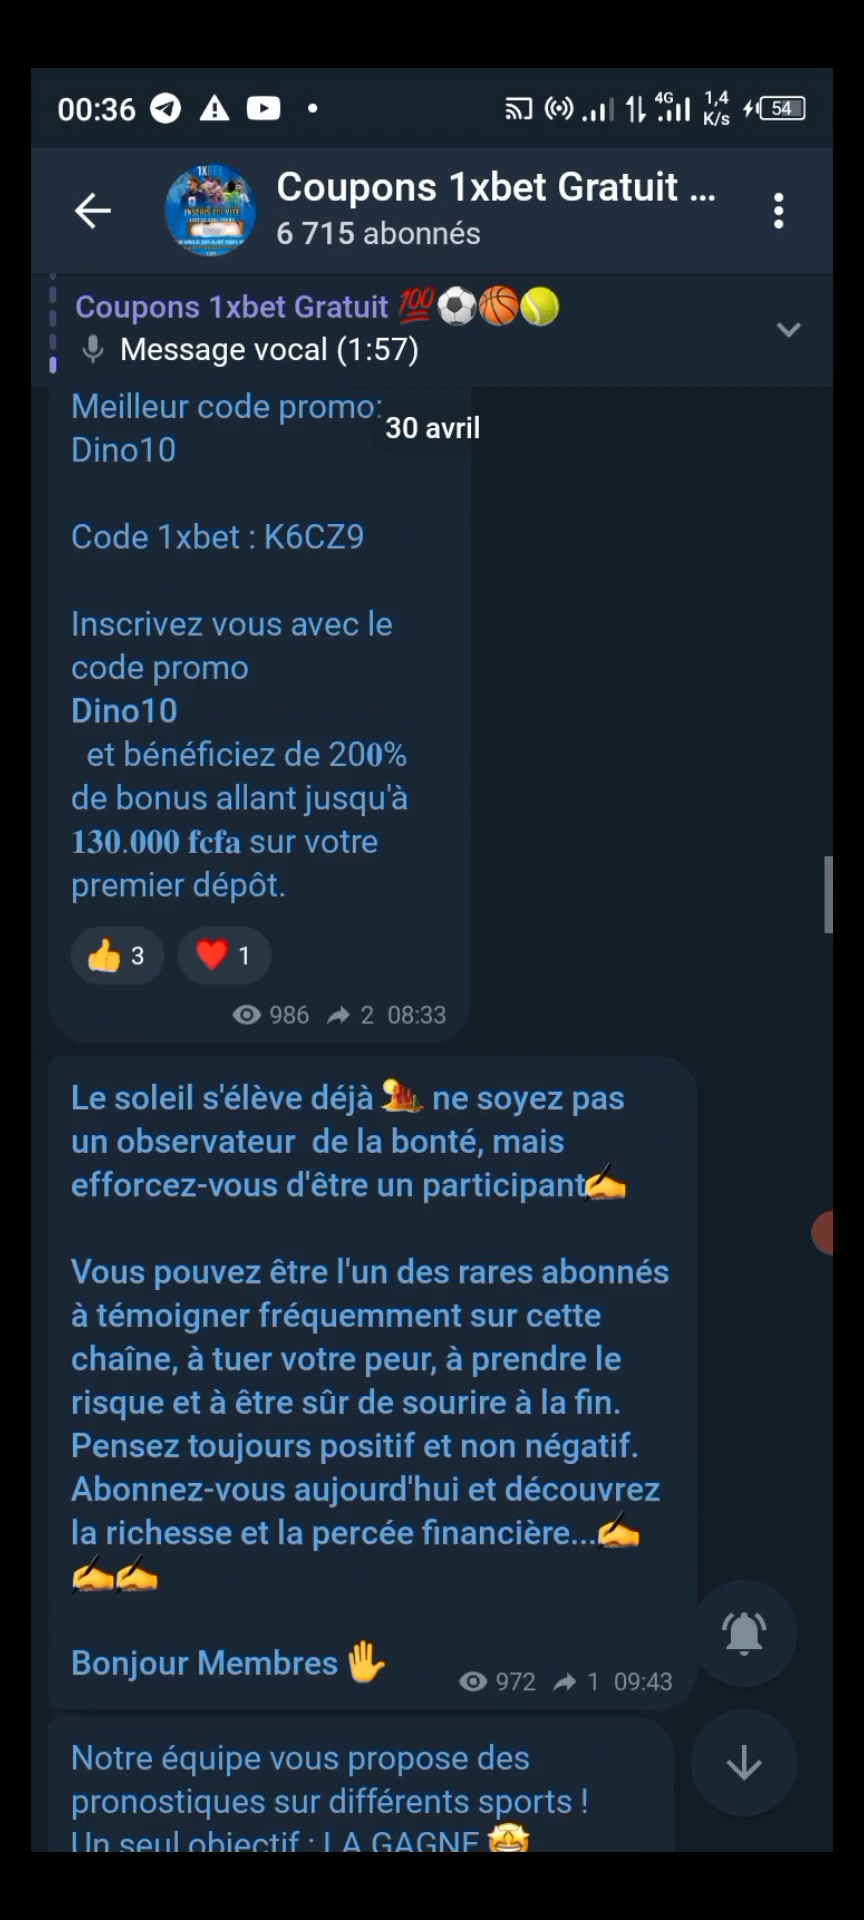 00:36
4G
1,4
K/s
54
1XBET
Coupons 1xbet Gratuit ...
6 715 abonnés
Coupons 1xbet Gratuit 💯⚽🏀🎾
Message vocal (1:57)
Meilleur code promo:
30 avril
Dino10
Code 1xbet : K6CZ9
Inscrivez vous avec le
code promo
Dino10
et bénéficiez de 200%
de bonus allant jusqu'à
130.000 fcfa sur votre
premier dépôt.
👍 3 ❤️ 1
986 2 08:33
Le soleil s'élève déjà 🏜️ ne soyez pas
un observateur  de la bonté, mais
efforcez-vous d'être un participant✍️
Vous pouvez être l'un des rares abonnés
à témoigner fréquemment sur cette
chaîne, à tuer votre peur, à prendre le
risque et à être sûr de sourire à la fin.
Pensez toujours positif et non négatif.
Abonnez-vous aujourd'hui et découvrez
la richesse et la percée financière...✍️
✍️✍️
Bonjour Membres 🤚
972 1 09:43
Notre équipe vous propose des
pronostiques sur différents sports !
Un seul objectif : LA GAGNE 🤩